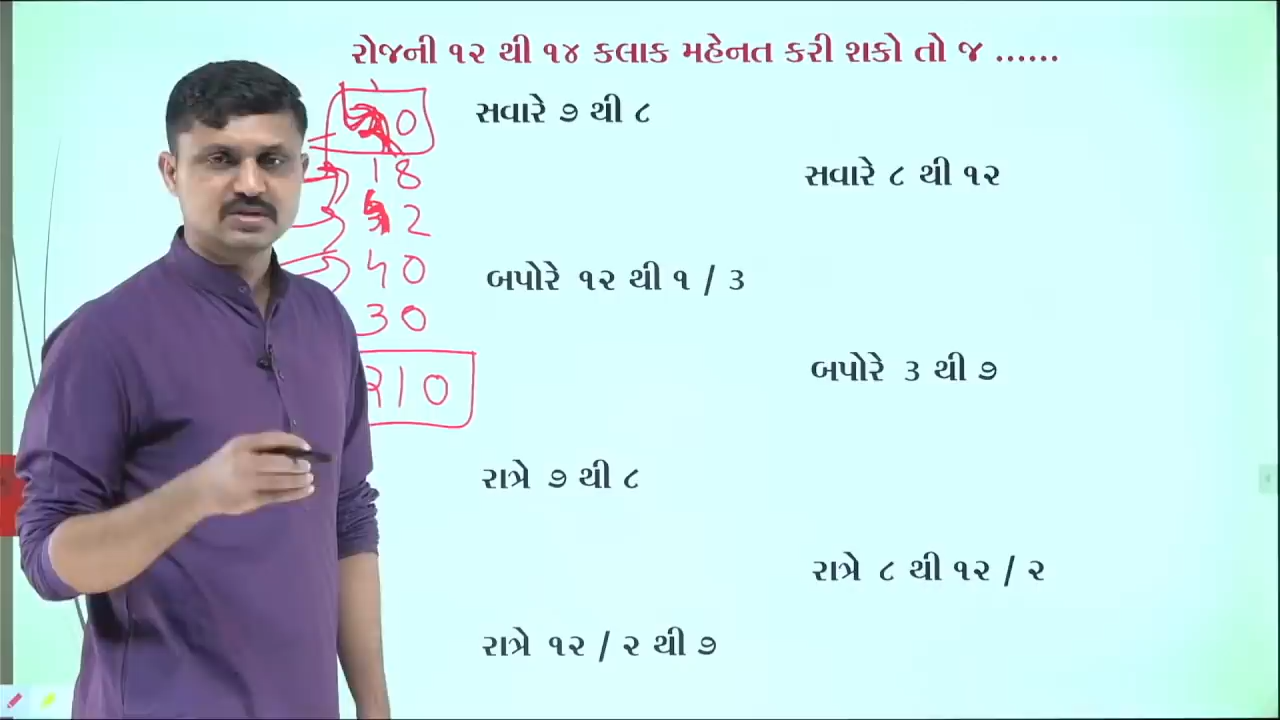 રોજની ૧૨ થી ૧૪ કલાક મહેનત કરી શકો તો જ ......
સવારે ૭ થી ૮
સવારે ૮ થી ૧૨
બપોરે ૧૨ થી ૧ / ૩
બપોરે ૩ થી ૭
રાત્રે ૭ થી ૮
રાત્રે ૮ થી ૧૨ / ૨
રાત્રે ૧૨ / ૨ થી ૭
18
40
30
210